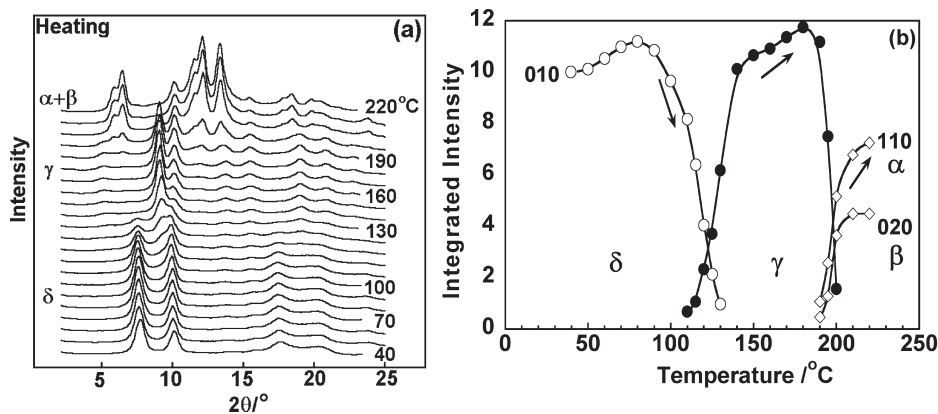 Heating
(a)
α+β
220°C
γ
190
160
130
δ
100
70
40
Intensity
5
10
15
20
25
2θ/°
12
(b)
010
10
8
110
α
6
020
4
β
δ
γ
2
0
0
50
100
150
200
250
Integrated Intensity
Temperature /°C